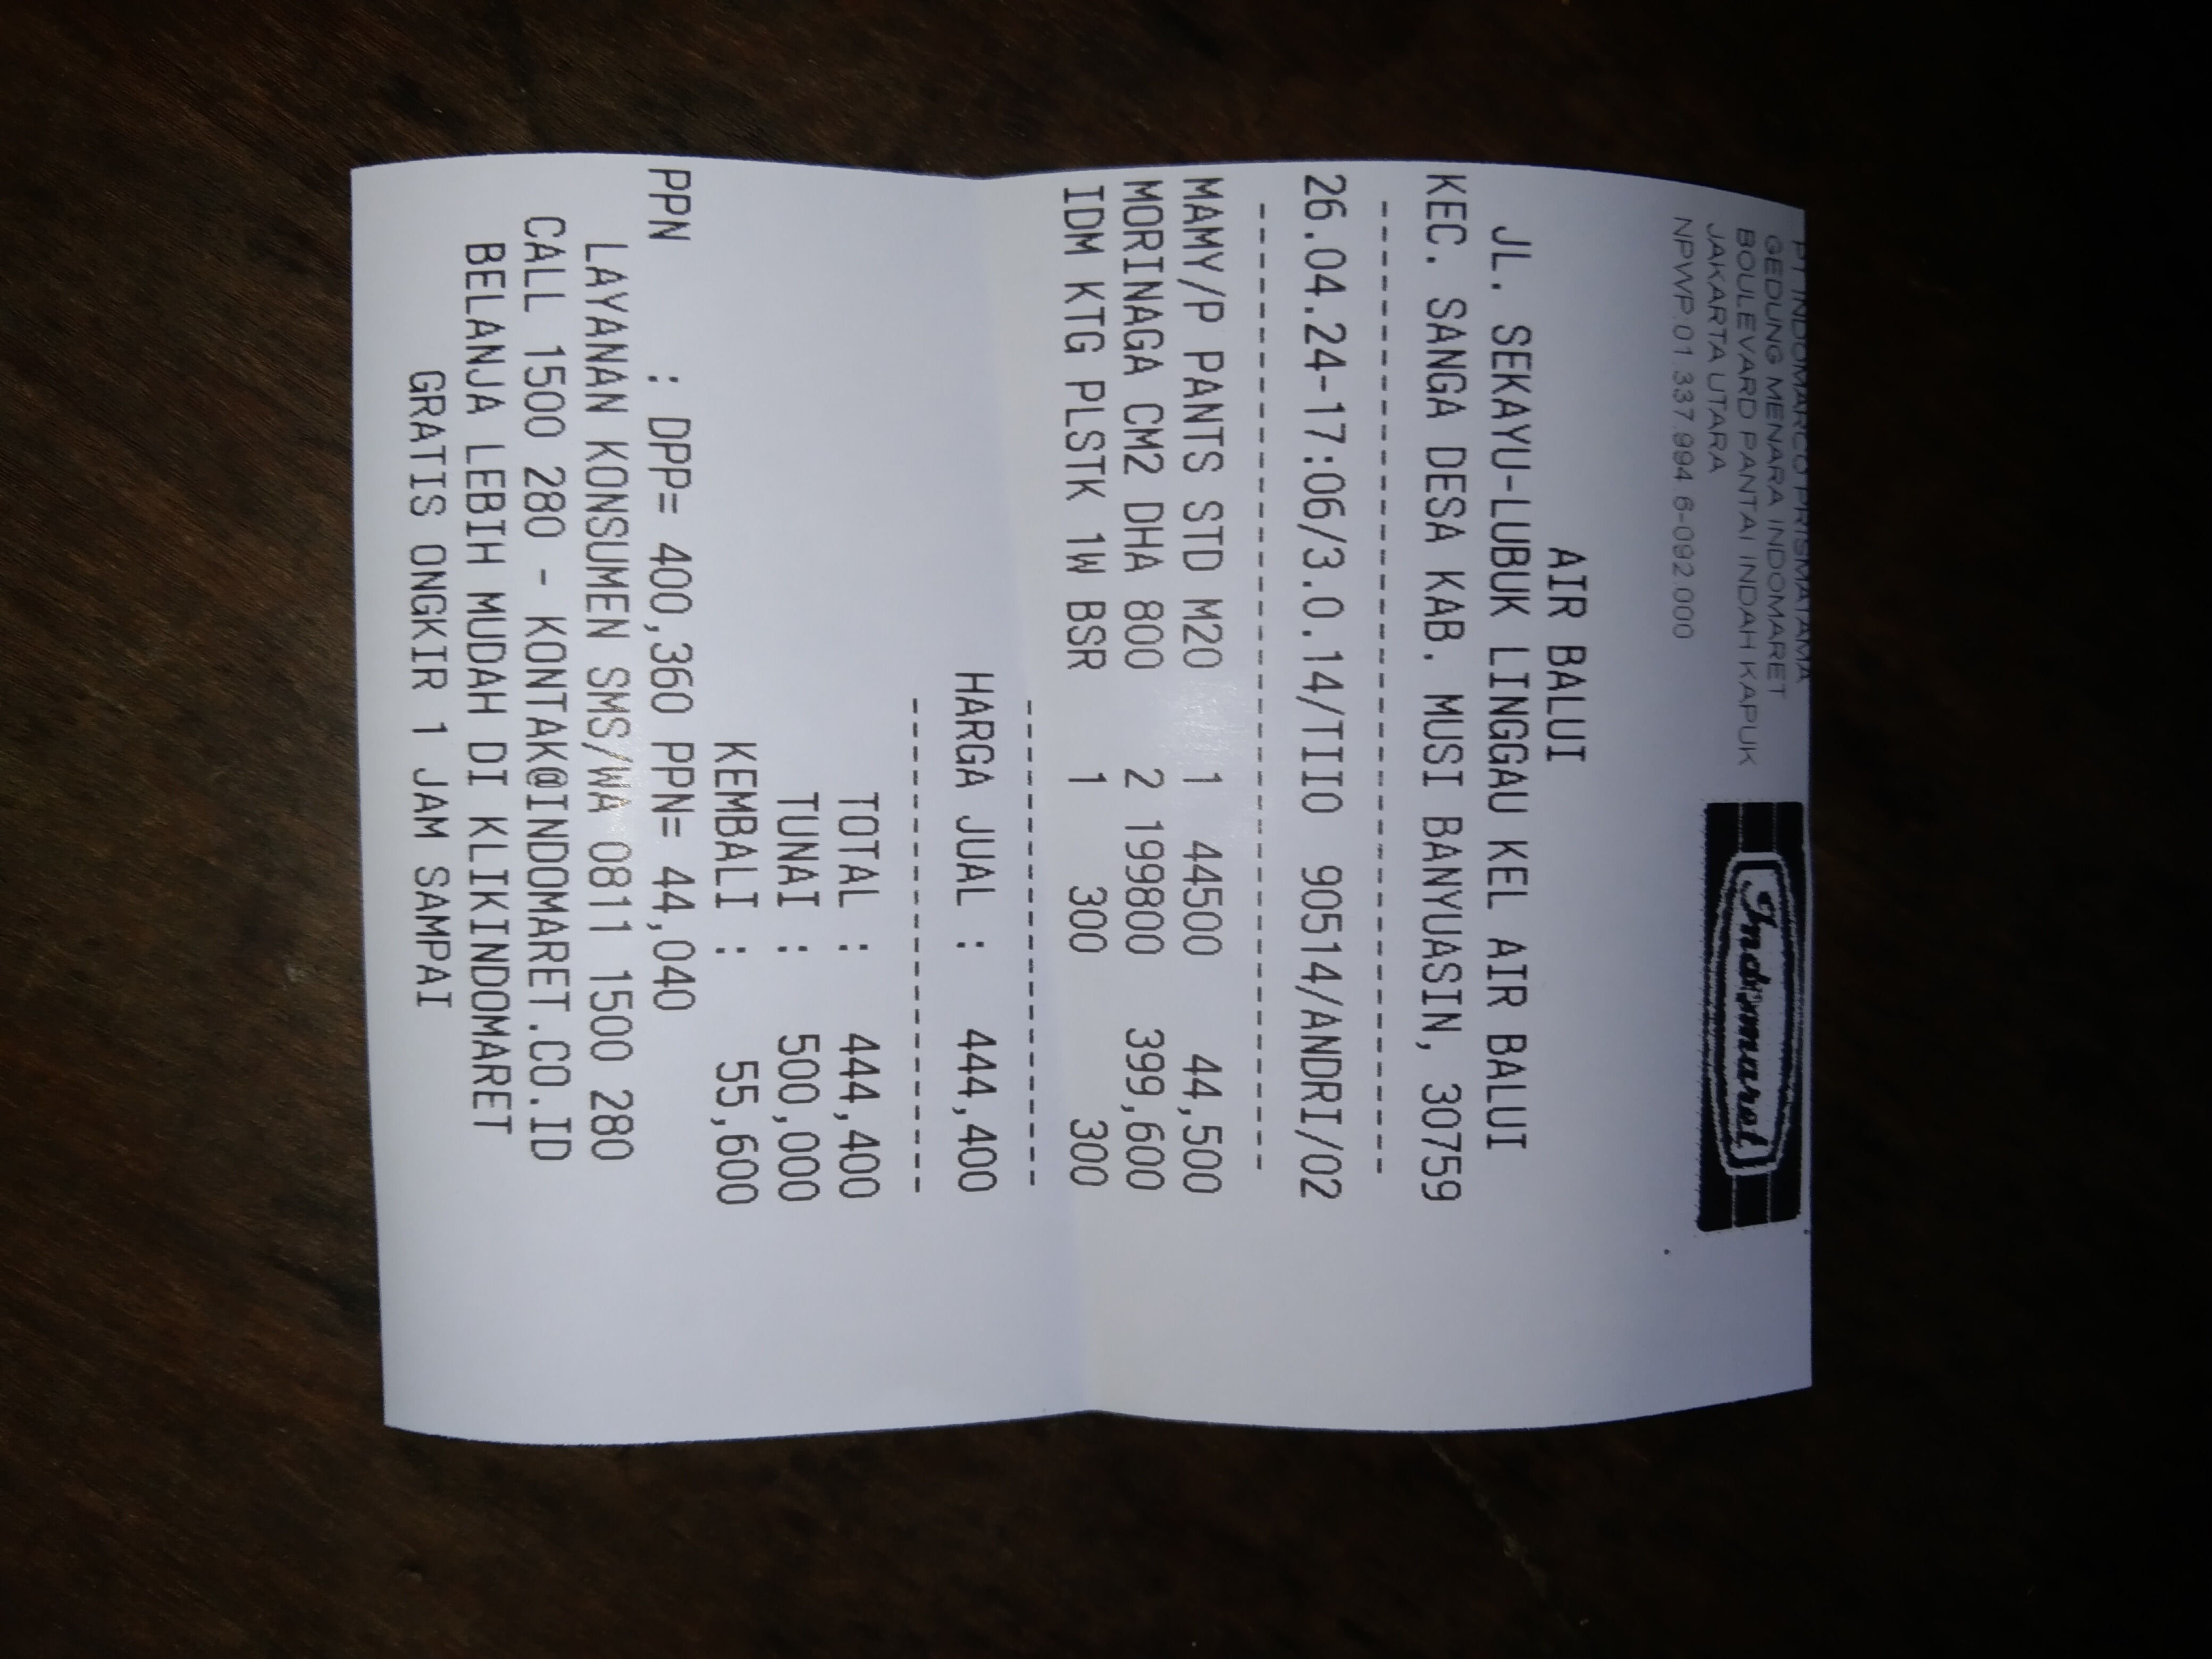 PT INDOMARCO PRISMATAMA
GEDUNG MENARA INDOMARET
BOULEVARD PANTAI INDAH KAPUK
JAKARTA UTARA
NPWP.01.337.994.6-092.000
Indomaret
AIR BALUI
JL. SEKAYU-LUBUK LINGGAU KEL AIR BALUI
KEC. SANGA DESA KAB. MUSI BANYUASIN, 30759
26.04.24-17:06/3.0.14/TIIO 90514/ANDRI/02
MAMY/P PANTS STD M20 1 44500 44,500
MORINAGA CM2 DHA 800 2 199800 399,600
IDM KTG PLSTK 1W BSR 1 300 300
HARGA JUAL : 444,400
TOTAL : 444,400
TUNAI : 500,000
KEMBALI : 55,600
PPN : DPP= 400,360 PPN= 44,040
LAYANAN KONSUMEN SMS/WA 0811 1500 280
CALL 1500 280 - KONTAK@INDOMARET.CO.ID
BELANJA LEBIH MUDAH DI KLIKINDOMARET
GRATIS ONGKIR 1 JAM SAMPAI